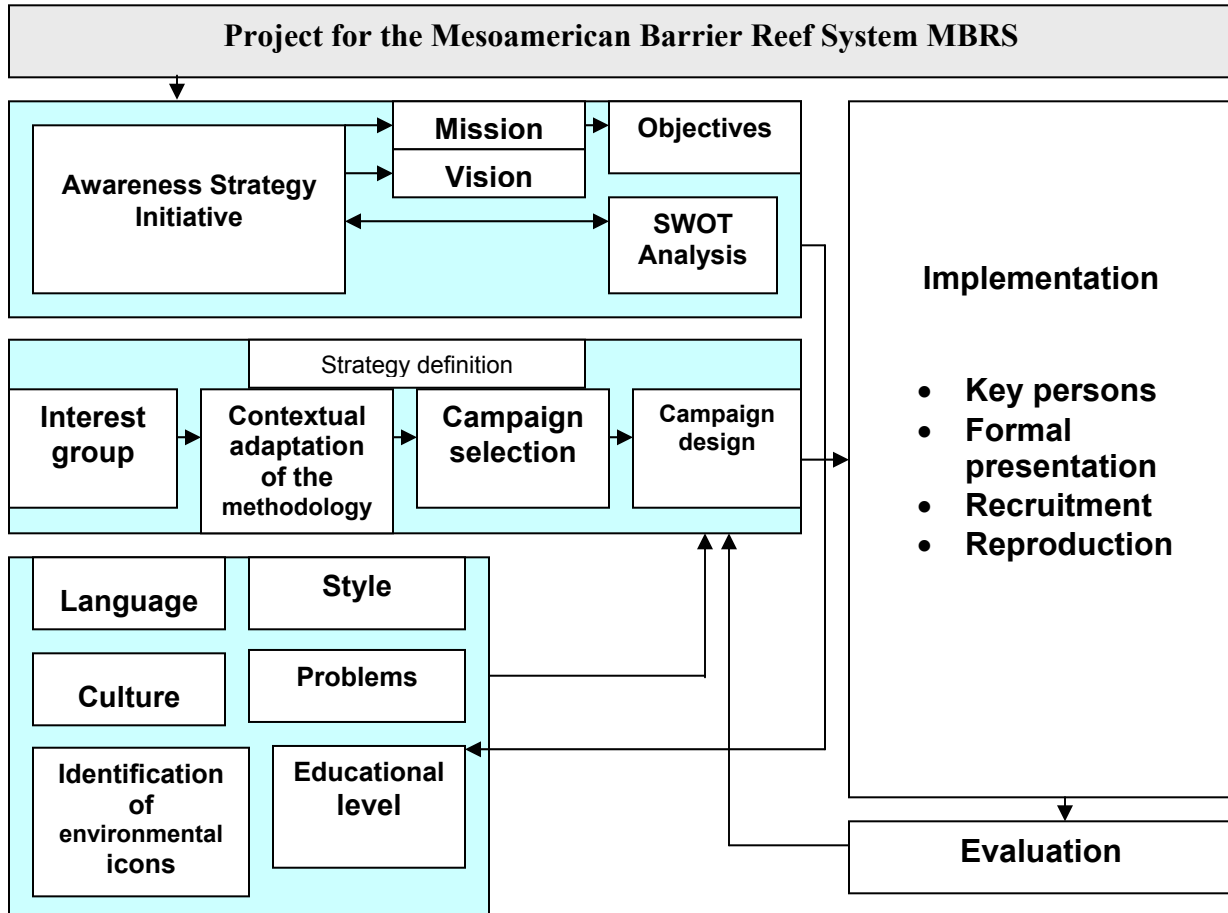 Project for the Mesoamerican Barrier Reef System MBRS
Awareness Strategy
Initiative
Mission
Vision
Objectives
SWOT
Analysis
Strategy definition
Interest
group
Contextual
adaptation
of the
methodology
Campaign
selection
Campaign
design
Language
Style
Culture
Problems
Identification
of
environmental
icons
Educational
level
Implementation
• Key persons
• Formal
presentation
• Recruitment
• Reproduction
Evaluation